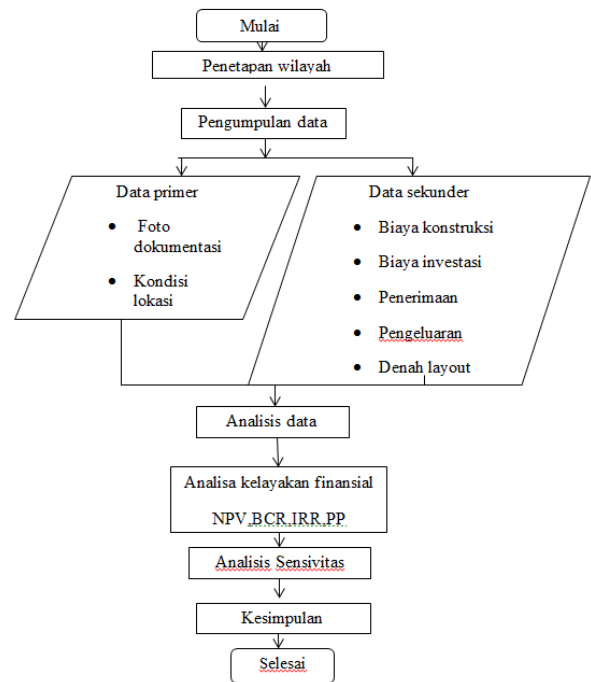 Mulai
Penetapan wilayah
Pengumpulan data
Data primer
• Foto
dokumentasi
• Kondisi
lokasi
Data sekunder
• Biaya konstruksi
• Biaya investasi
• Penerimaan
• Pengeluaran
• Denah layout
Analisis data
Analisa kelayakan finansial
NPV,BCR,IRR,PP
Analisis Sensivitas
Kesimpulan
Selesai